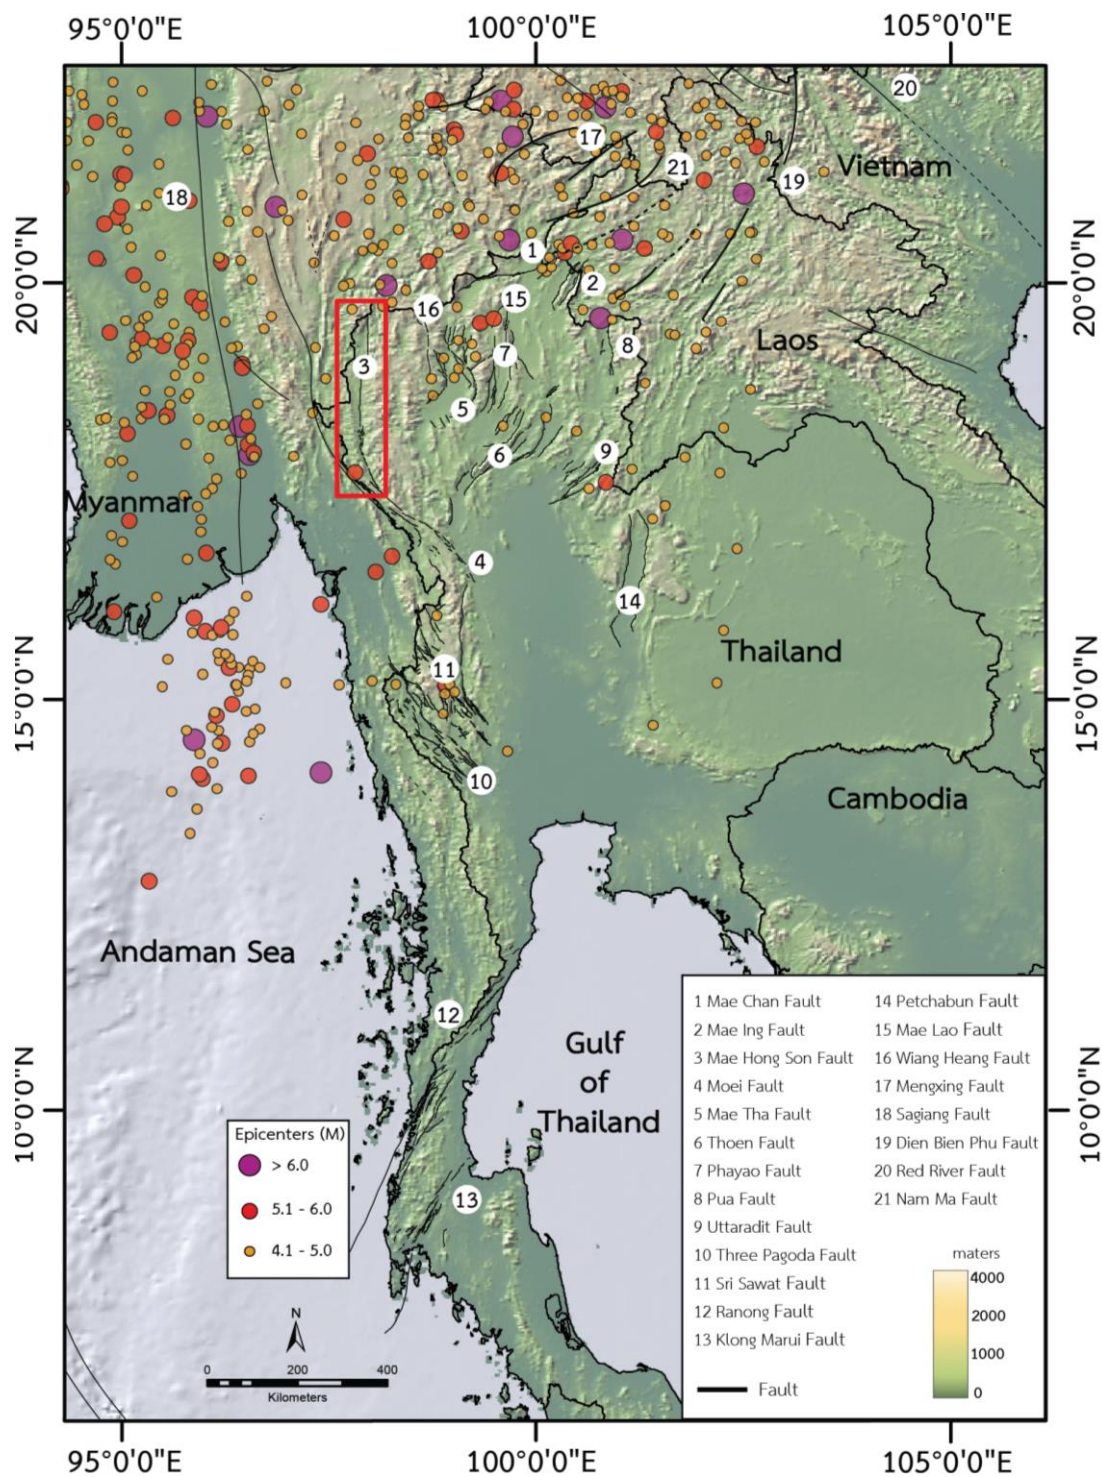 95°0'0"E 100°0'0"E 105°0'0"E
20
17
21
Vietnam
19
18
1
20°0'0"N
20°0'0"N
2
15
16
Laos
8
3
7
5
9
6
Myanmar
4
14
Thailand
11
15°0'0"N
15°0'0"N
10
Cambodia
Andaman Sea
12
Gulf
of
Thailand
10°0'0"N
10°0'0"N
13
Epicenters (M)
> 6.0
5.1 - 6.0
4.1 - 5.0
N
0 200 400
Kilometers
1 Mae Chan Fault
2 Mae Ing Fault
3 Mae Hong Son Fault
4 Moei Fault
5 Mae Tha Fault
6 Thoen Fault
7 Phayao Fault
8 Pua Fault
9 Uttaradit Fault
10 Three Pagoda Fault
11 Sri Sawat Fault
12 Ranong Fault
13 Klong Marui Fault
14 Petchabun Fault
15 Mae Lao Fault
16 Wiang Heang Fault
17 Mengxing Fault
18 Sagiang Fault
19 Dien Bien Phu Fault
20 Red River Fault
21 Nam Ma Fault
maters
4000
2000
1000
0
Fault
95°0'0"E 100°0'0"E 105°0'0"E